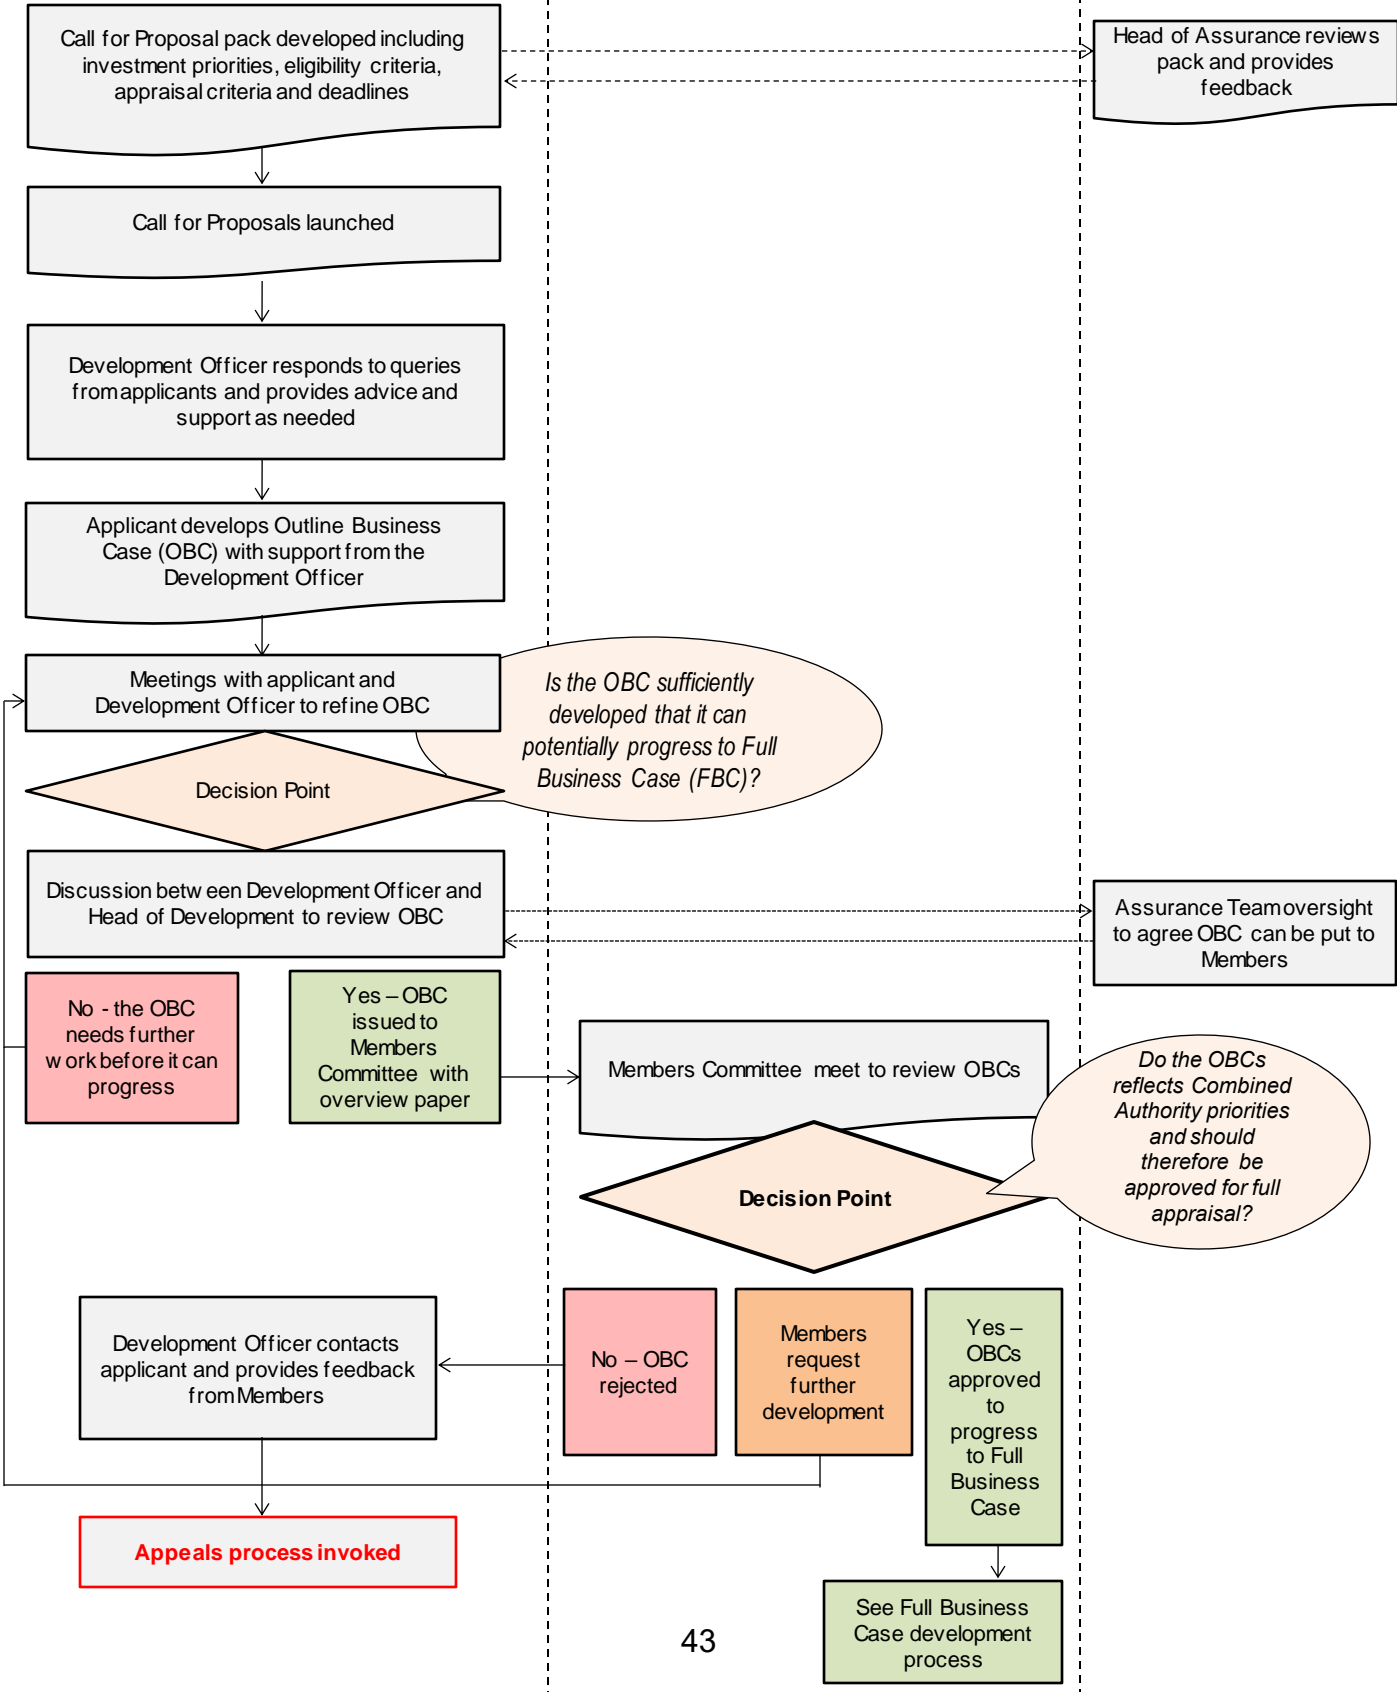 Call for Proposal pack developed including
investment priorities, eligibility criteria,
appraisal criteria and deadlines
Head of Assurance reviews
pack and provides
feedback
Call for Proposals launched
Development Officer responds to queries
from applicants and provides advice and
support as needed
Applicant develops Outline Business
Case (OBC) with support from the
Development Officer
Meetings with applicant and
Development Officer to refine OBC
Is the OBC sufficiently
developed that it can
potentially progress to Full
Business Case (FBC)?
Decision Point
Discussion between Development Officer and
Head of Development to review OBC
Assurance Team oversight
to agree OBC can be put to
Members
No - the OBC
needs further
work before it can
progress
Yes – OBC
issued to
Members
Committee with
overview paper
Members Committee meet to review OBCs
Do the OBCs
reflects Combined
Authority priorities
and should
therefore be
approved for full
appraisal?
Decision Point
Development Officer contacts
applicant and provides feedback
from Members
No – OBC
rejected
Members
request
further
development
Yes –
OBCs
approved
to
progress
to Full
Business
Case
Appeals process invoked
See Full Business
Case development
process
43